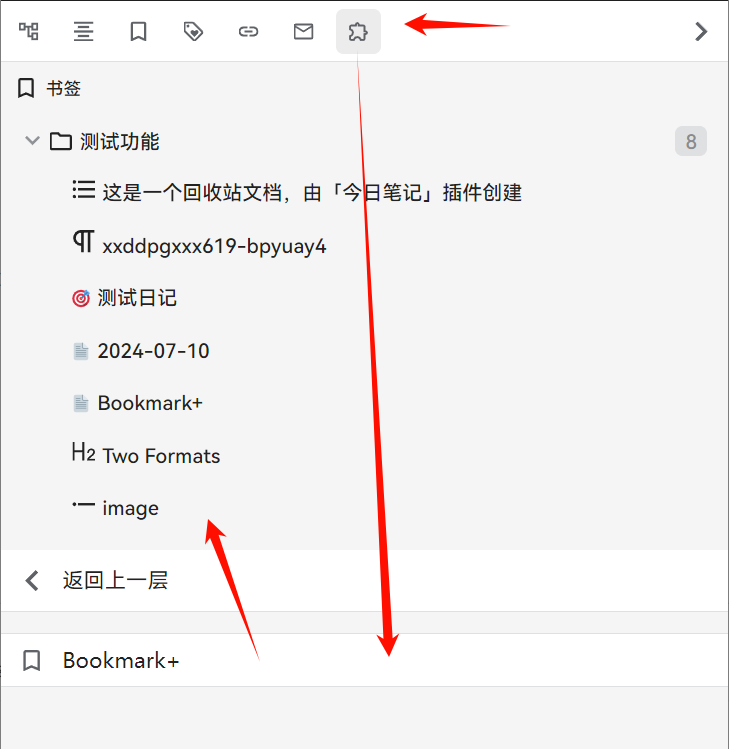 书签
测试功能 8
这是一个回收站文档，由「今日笔记」插件创建
xxddpgxxx619-bpyuay4
测试日记
2024-07-10
Bookmark+
H2 Two Formats
image
返回上一层
Bookmark+